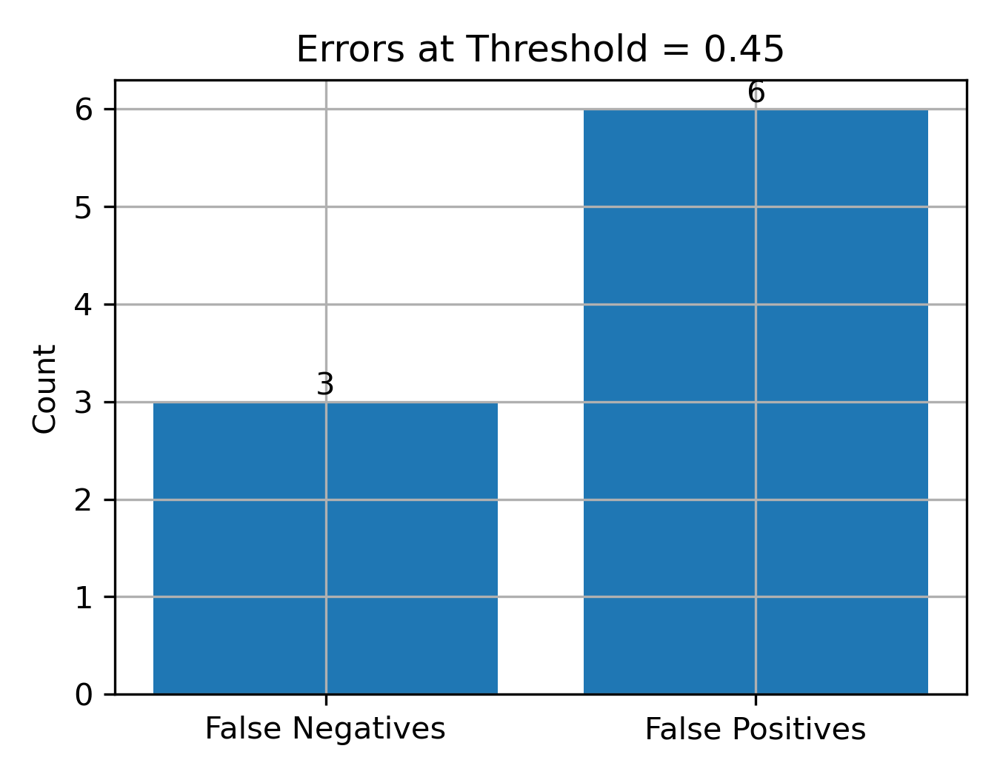 Errors at Threshold = 0.45
6
5
4
3
2
1
0
Count
3
6
False Negatives
False Positives